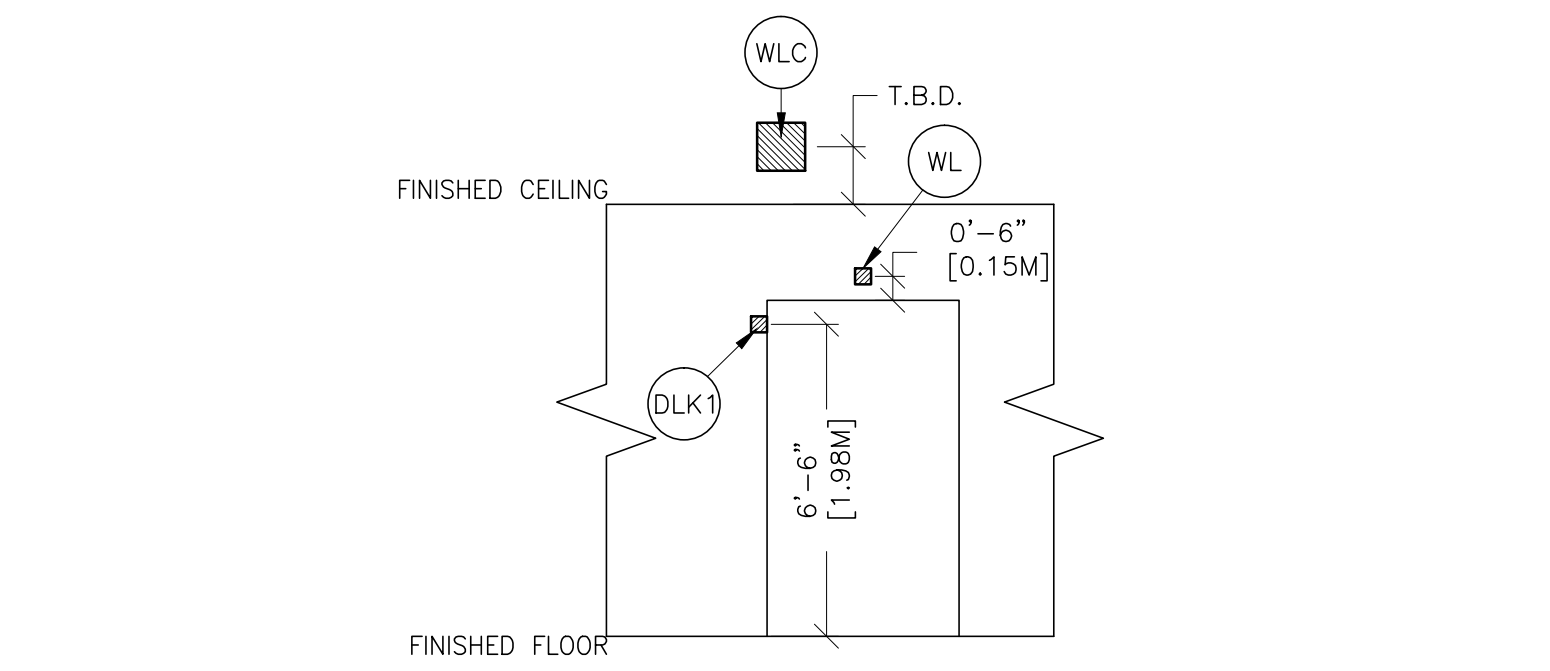 WLC
T.B.D.
WL
FINISHED CEILING
0'-6"
[0.15M]
DLK1
6'-6"
[1.98M]
FINISHED FLOOR